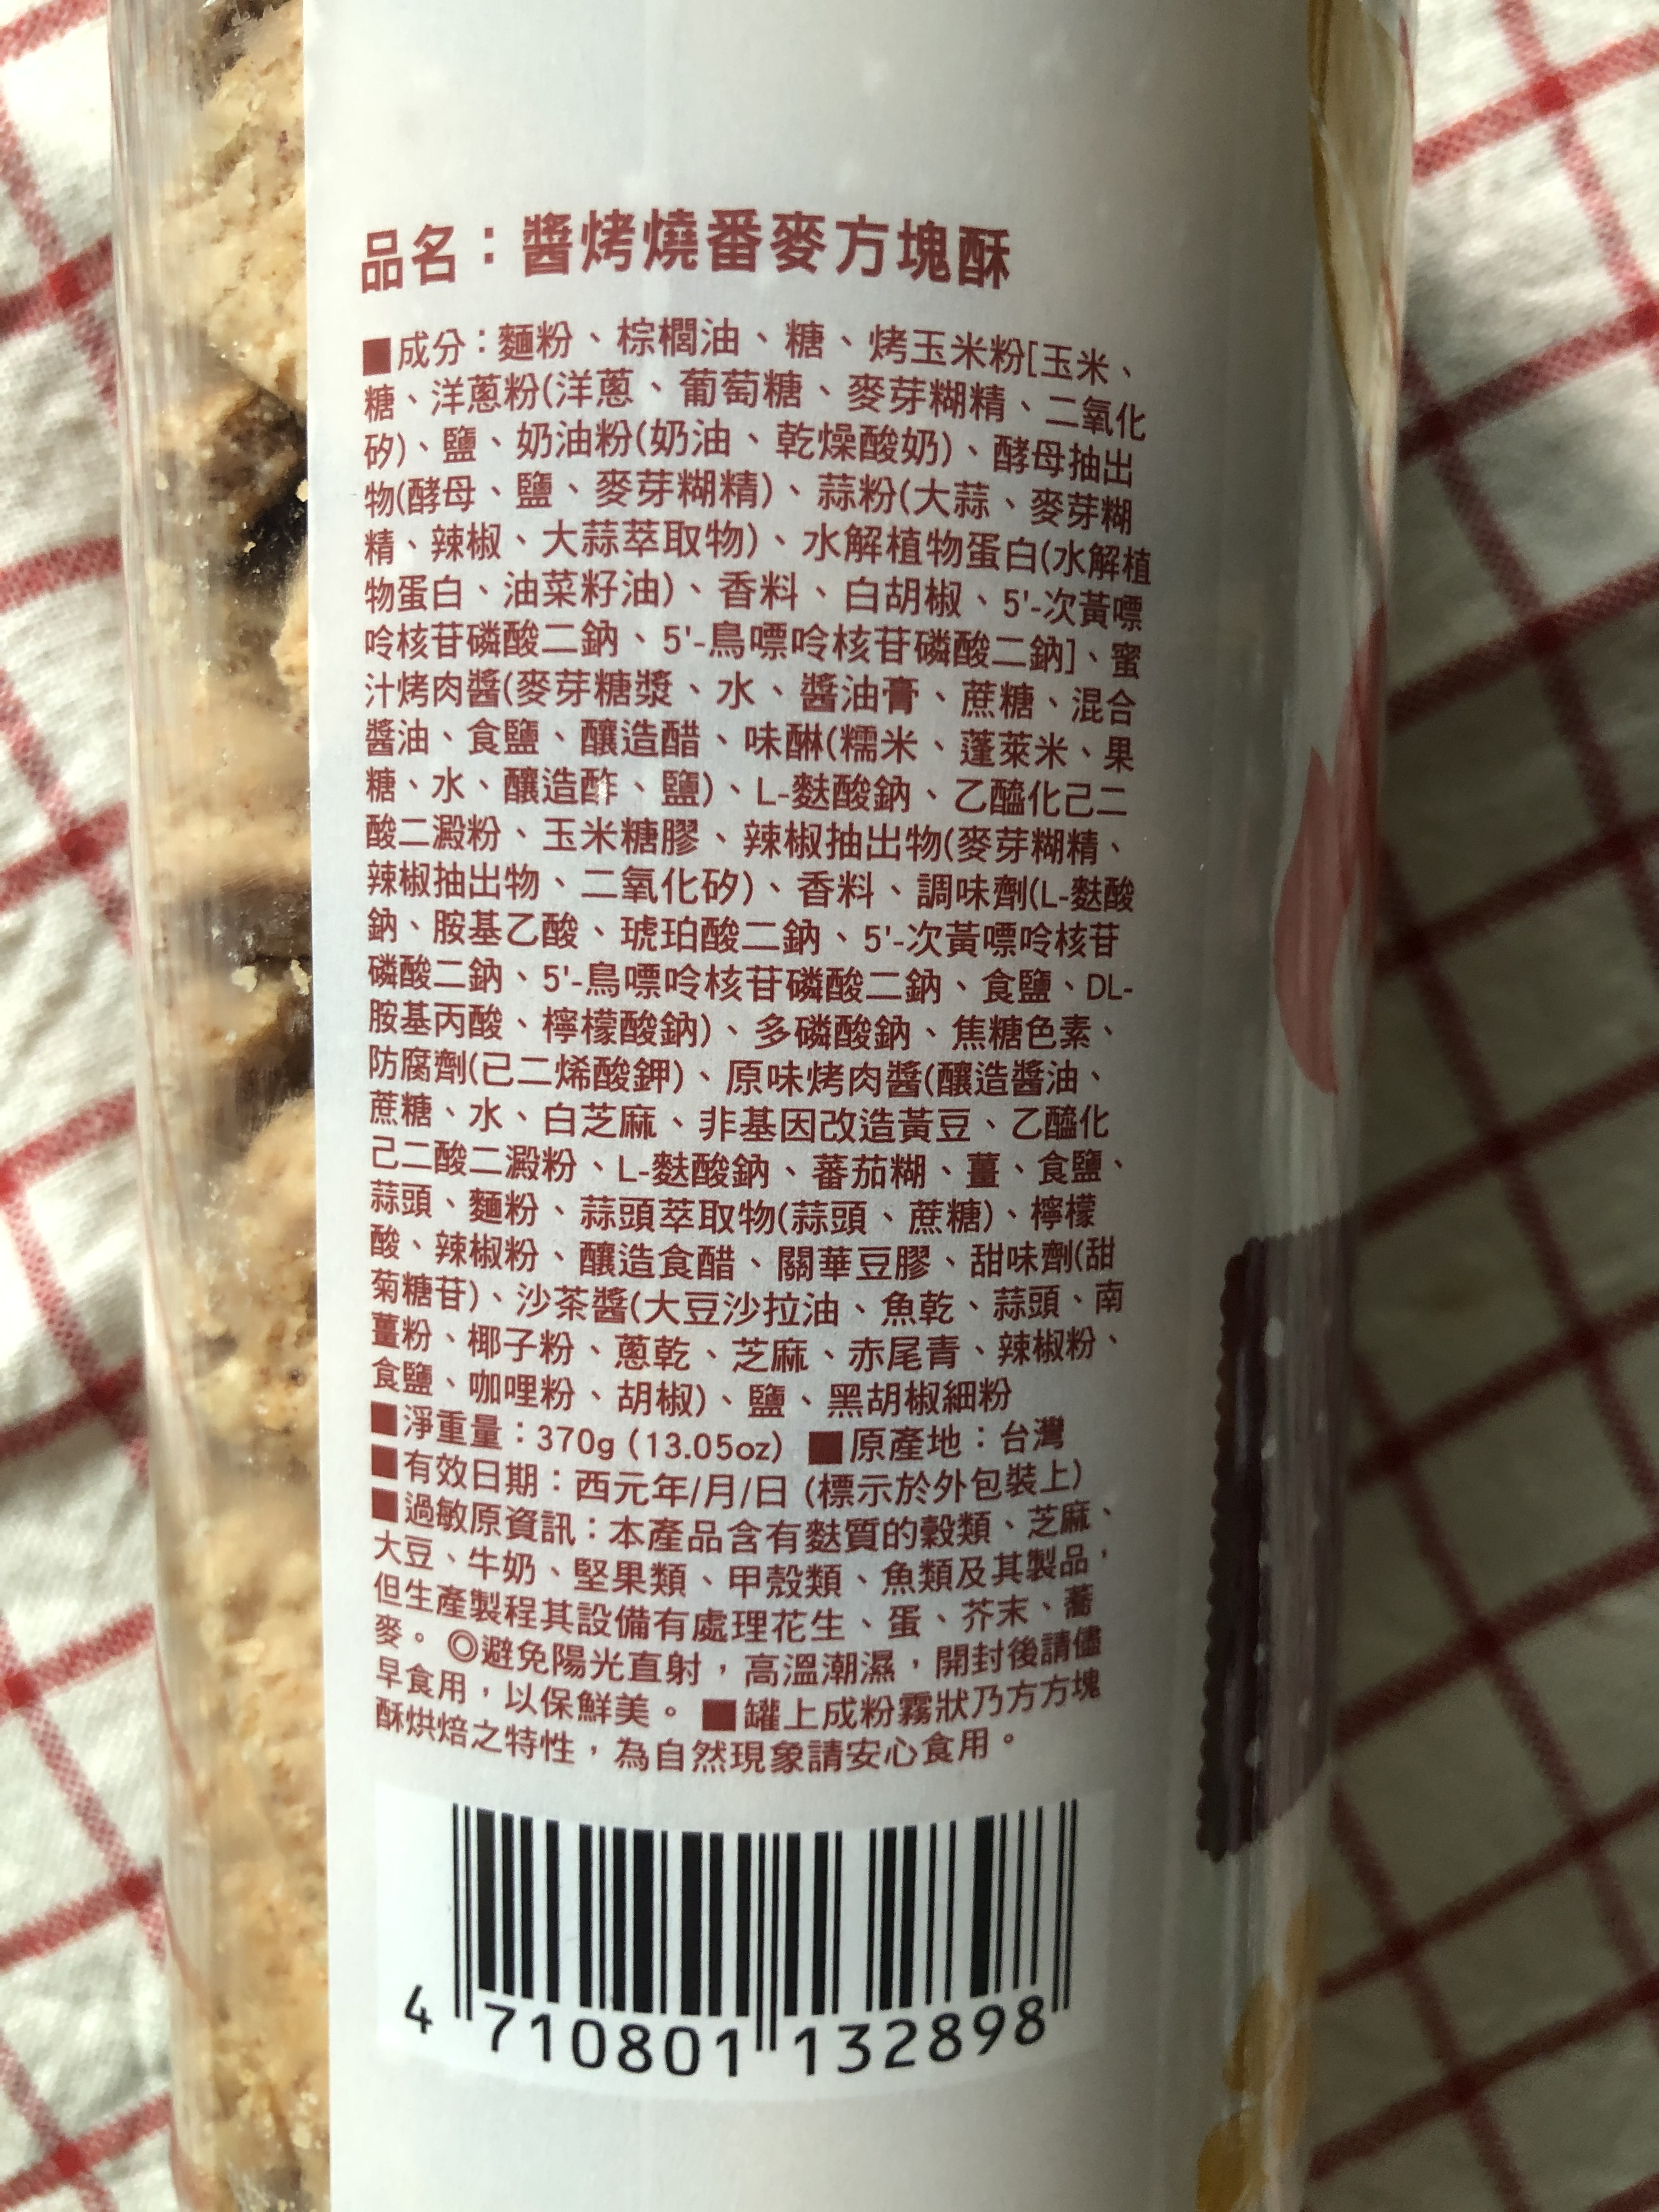 品名：醬烤燒番麥方塊酥
■成分：麵粉、棕櫚油、糖、烤玉米粉[玉米、
糖、洋蔥粉(洋蔥、葡萄糖、麥芽糊精、二氧化
矽)、鹽、奶油粉(奶油、乾燥酸奶)、酵母抽出
物(酵母、鹽、麥芽糊精)、蒜粉(大蒜、麥芽糊
精、辣椒、大蒜萃取物)、水解植物蛋白(水解植
物蛋白、油菜籽油)、香料、白胡椒、5'-次黃嘌
呤核苷磷酸二鈉、5'-鳥嘌呤核苷磷酸二鈉]、蜜
汁烤肉醬(麥芽糖漿、水、醬油膏、蔗糖、混合
醬油、食鹽、釀造醋、味醂(糯米、蓬萊米、果
糖、水、釀造酢、鹽)、L-麩酸鈉、乙醯化己二
酸二澱粉、玉米糖膠、辣椒抽出物(麥芽糊精、
辣椒抽出物、二氧化矽)、香料、調味劑(L-麩酸
鈉、胺基乙酸、琥珀酸二鈉、5'-次黃嘌呤核苷
磷酸二鈉、5'-鳥嘌呤核苷磷酸二鈉、食鹽、DL-
胺基丙酸、檸檬酸鈉)、多磷酸鈉、焦糖色素、
防腐劑(己二烯酸鉀)、原味烤肉醬(釀造醬油、
蔗糖、水、白芝麻、非基因改造黃豆、乙醯化
己二酸二澱粉、L-麩酸鈉、蕃茄糊、薑、食鹽、
蒜頭、麵粉、蒜頭萃取物(蒜頭、蔗糖)、檸檬
酸、辣椒粉、釀造食醋、關華豆膠、甜味劑(甜
菊糖苷)、沙茶醬(大豆沙拉油、魚乾、蒜頭、南
薑粉、椰子粉、蔥乾、芝麻、赤尾青、辣椒粉、
食鹽、咖哩粉、胡椒)、鹽、黑胡椒細粉
■淨重量：370g (13.05oz) ■原產地：台灣
■有效日期：西元年/月/日 (標示於外包裝上)
■過敏原資訊：本產品含有麩質的穀類、芝麻、
大豆、牛奶、堅果類、甲殼類、魚類及其製品，
但生產製程其設備有處理花生、蛋、芥末、蕎
麥。◎避免陽光直射，高溫潮濕，開封後請儘
早食用，以保鮮美。■罐上成粉霧狀乃方方塊
酥烘焙之特性，為自然現象請安心食用。
4 710801 132898